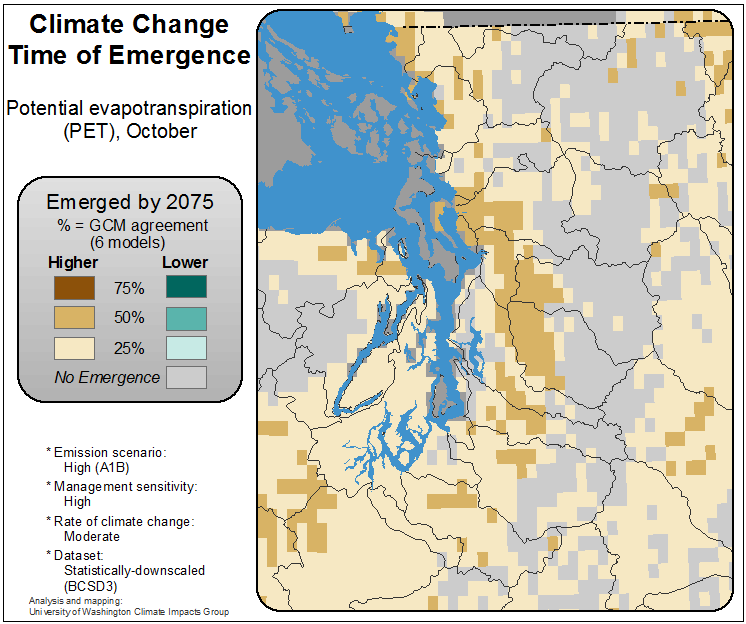 Climate Change
Time of Emergence
Potential evapotranspiration
(PET), October
Emerged by 2075
% = GCM agreement
(6 models)
Higher Lower
75%
50%
25%
No Emergence
* Emission scenario:
High (A1B)
* Management sensitivity:
High
* Rate of climate change:
Moderate
* Dataset:
Statistically-downscaled
(BCSD3)
Analysis and mapping:
University of Washington Climate Impacts Group